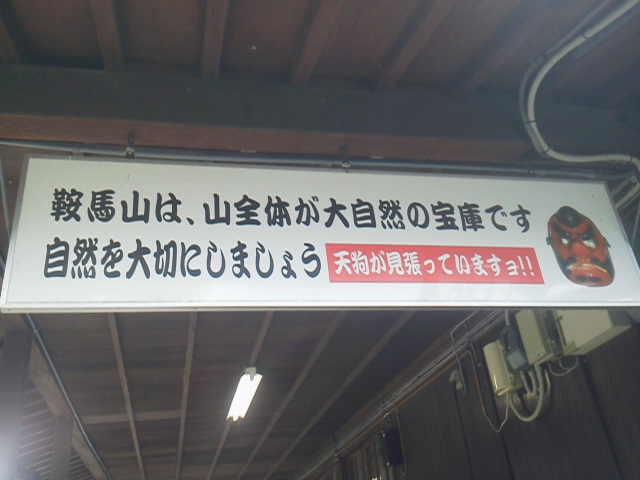 鞍馬山は、山全体が大自然の宝庫です
自然を大切にしましょう 天狗が見張っていますョ!!